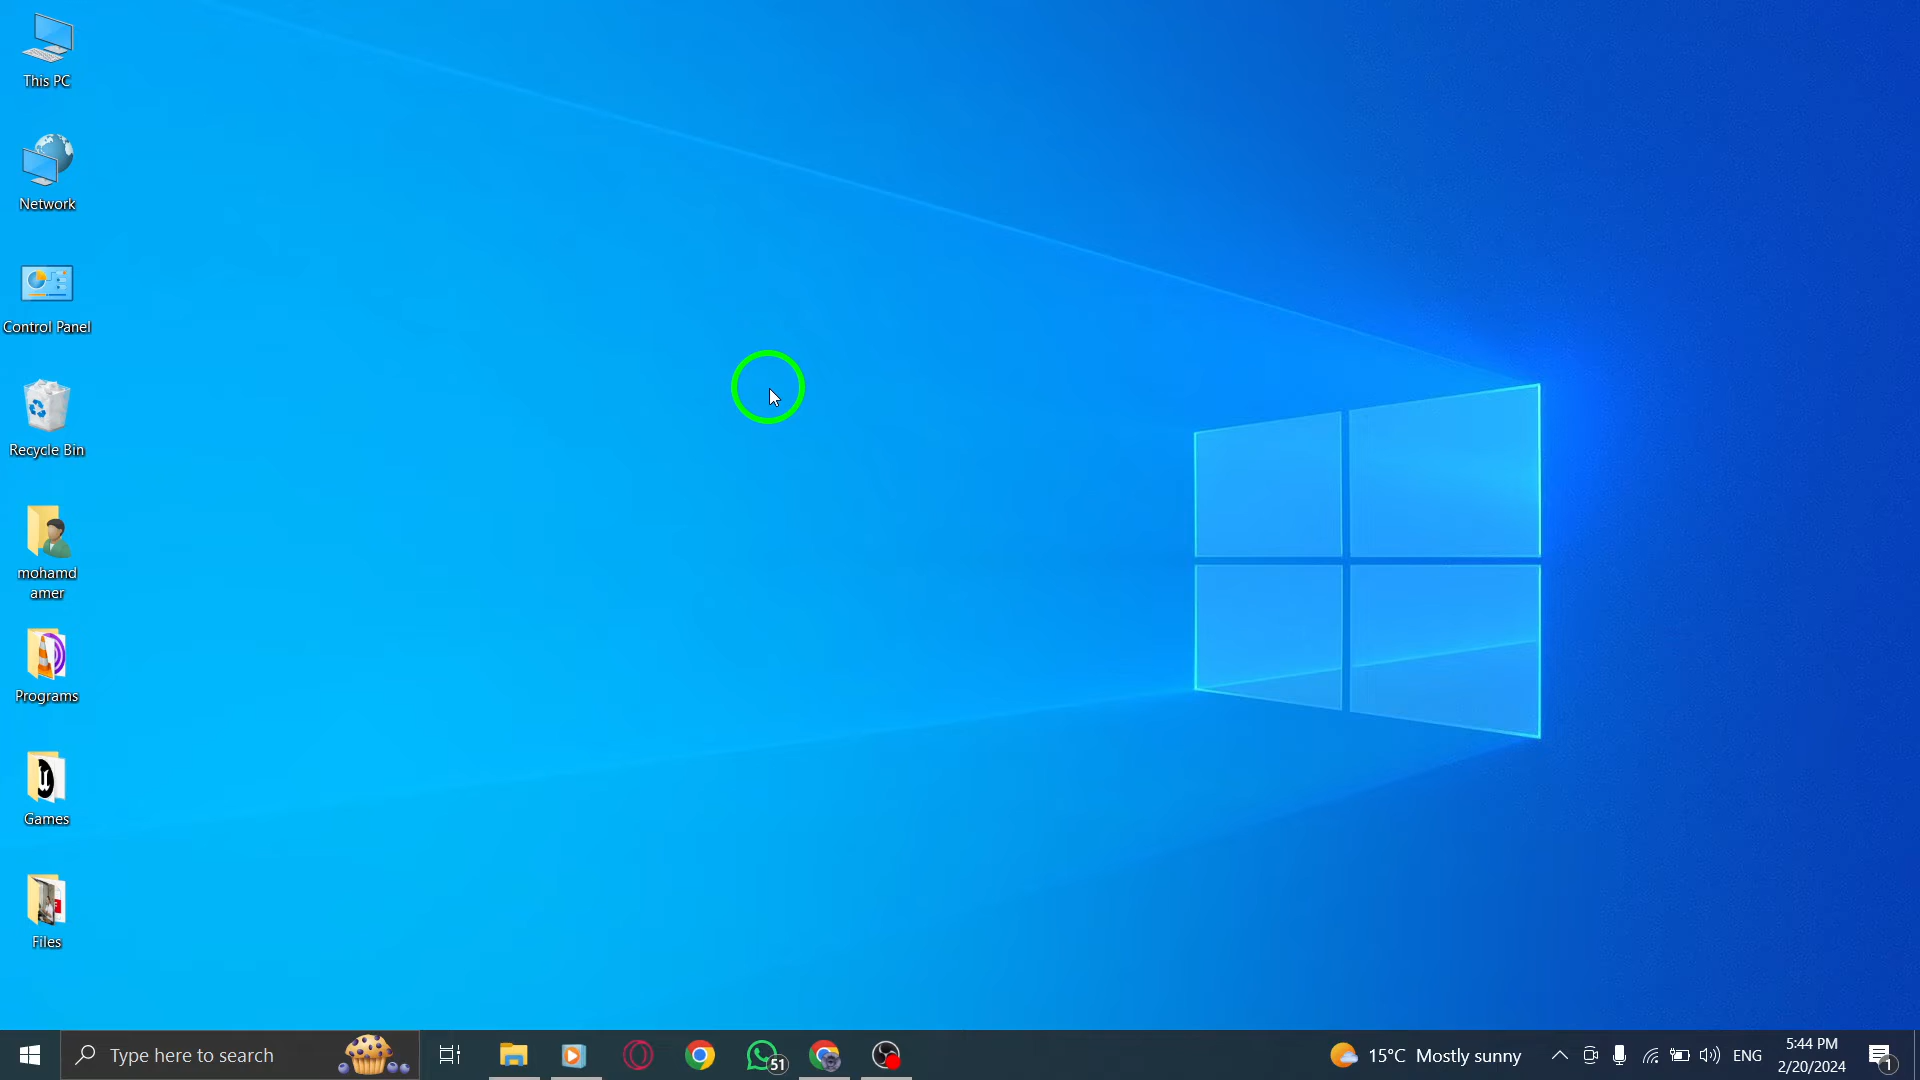 This PC
Network
Control Panel
Recycle Bin
mohamd
amer
Programs
Games
Files
Type here to search
51
15°C Mostly sunny
ENG
5:44 PM
2/20/2024
1